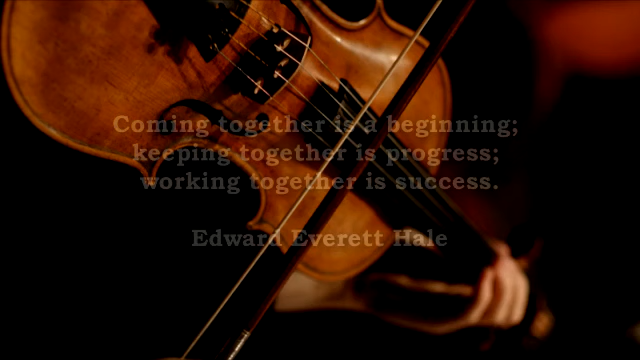 Coming together is a beginning;
keeping together is progress;
working together is success.
Edward Everett Hale